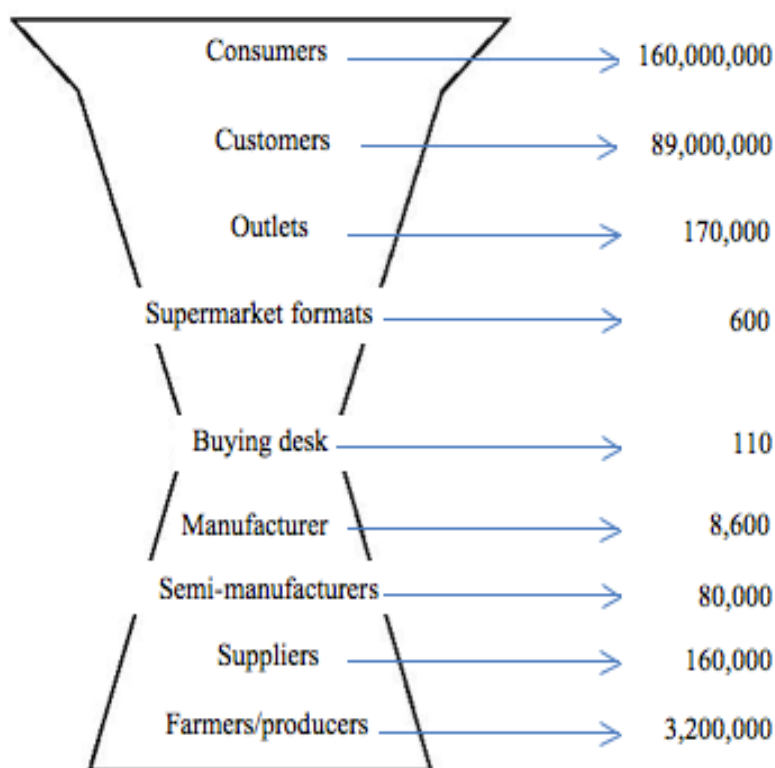 Consumers 160,000,000
Customers 89,000,000
Outlets 170,000
Supermarket formats 600
Buying desk 110
Manufacturer 8,600
Semi-manufacturers 80,000
Suppliers 160,000
Farmers/producers 3,200,000